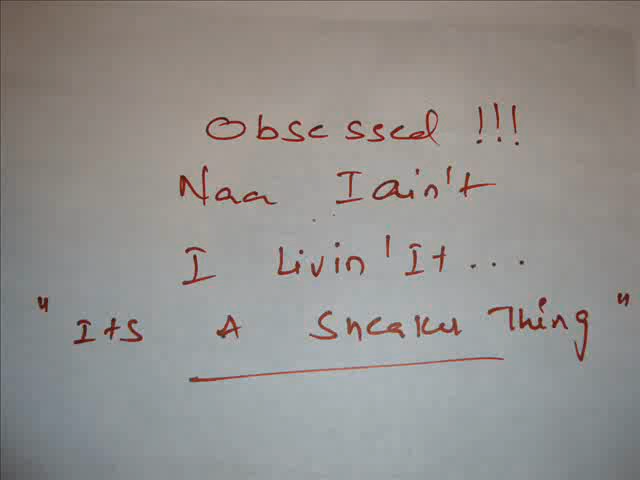 Obsessed !!!
Naa I ain't
I Livin' It ...
"Its A Sneaker Thing"